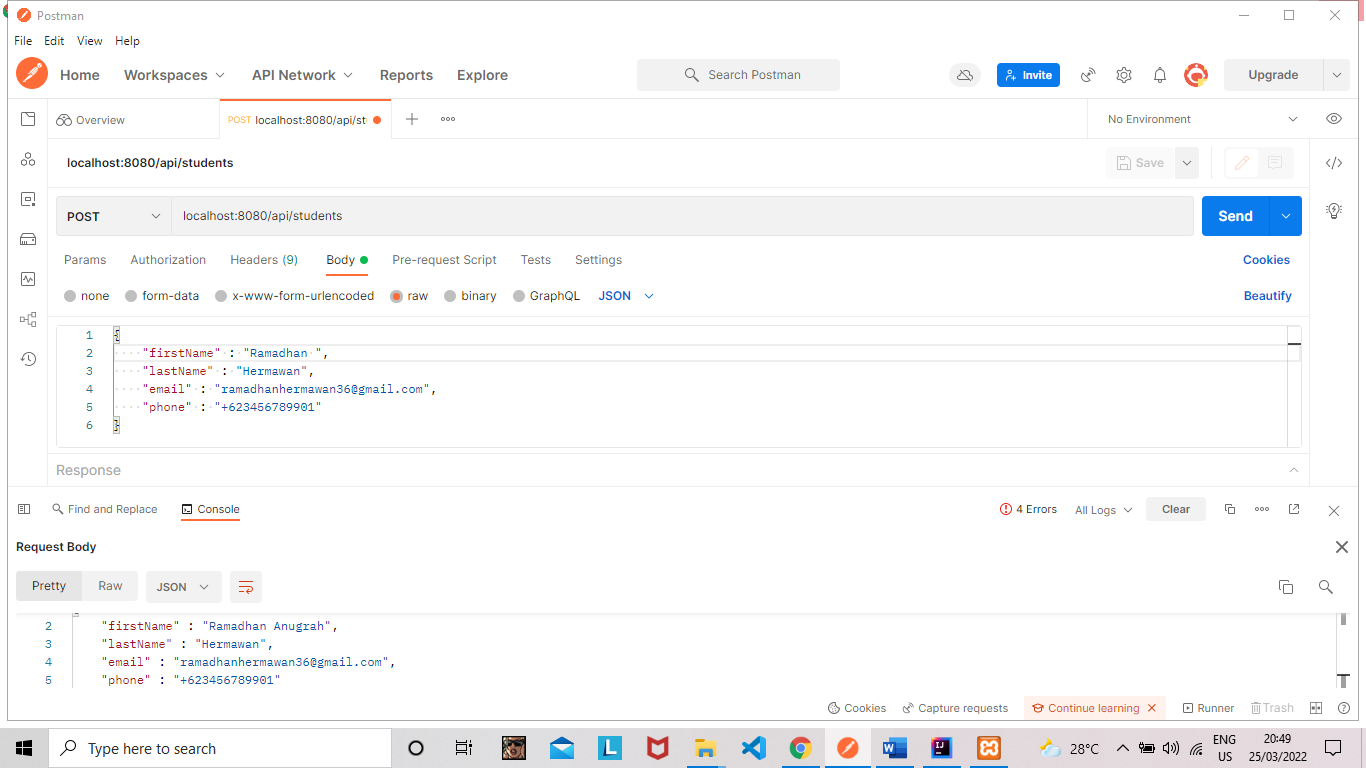 Postman
File Edit View Help
Home Workspaces API Network Reports Explore Search Postman Invite Upgrade
Overview POST localhost:8080/api/st No Environment
localhost:8080/api/students Save
POST localhost:8080/api/students Send
Params Authorization Headers (9) Body Pre-request Script Tests Settings Cookies
none form-data x-www-form-urlencoded raw binary GraphQL JSON Beautify
1 {
2 "firstName" : "Ramadhan ",
3 "lastName" : "Hermawan",
4 "email" : "ramadhanhermawan36@gmail.com",
5 "phone" : "+623456789901"
6 }
Response
Find and Replace Console 4 Errors All Logs Clear
Request Body
Pretty Raw JSON
2 "firstName" : "Ramadhan Anugrah",
3 "lastName" : "Hermawan",
4 "email" : "ramadhanhermawan36@gmail.com",
5 "phone" : "+623456789901"
Cookies Capture requests Continue learning Runner Trash
Type here to search 28°C ENG 20:49
US 25/03/2022